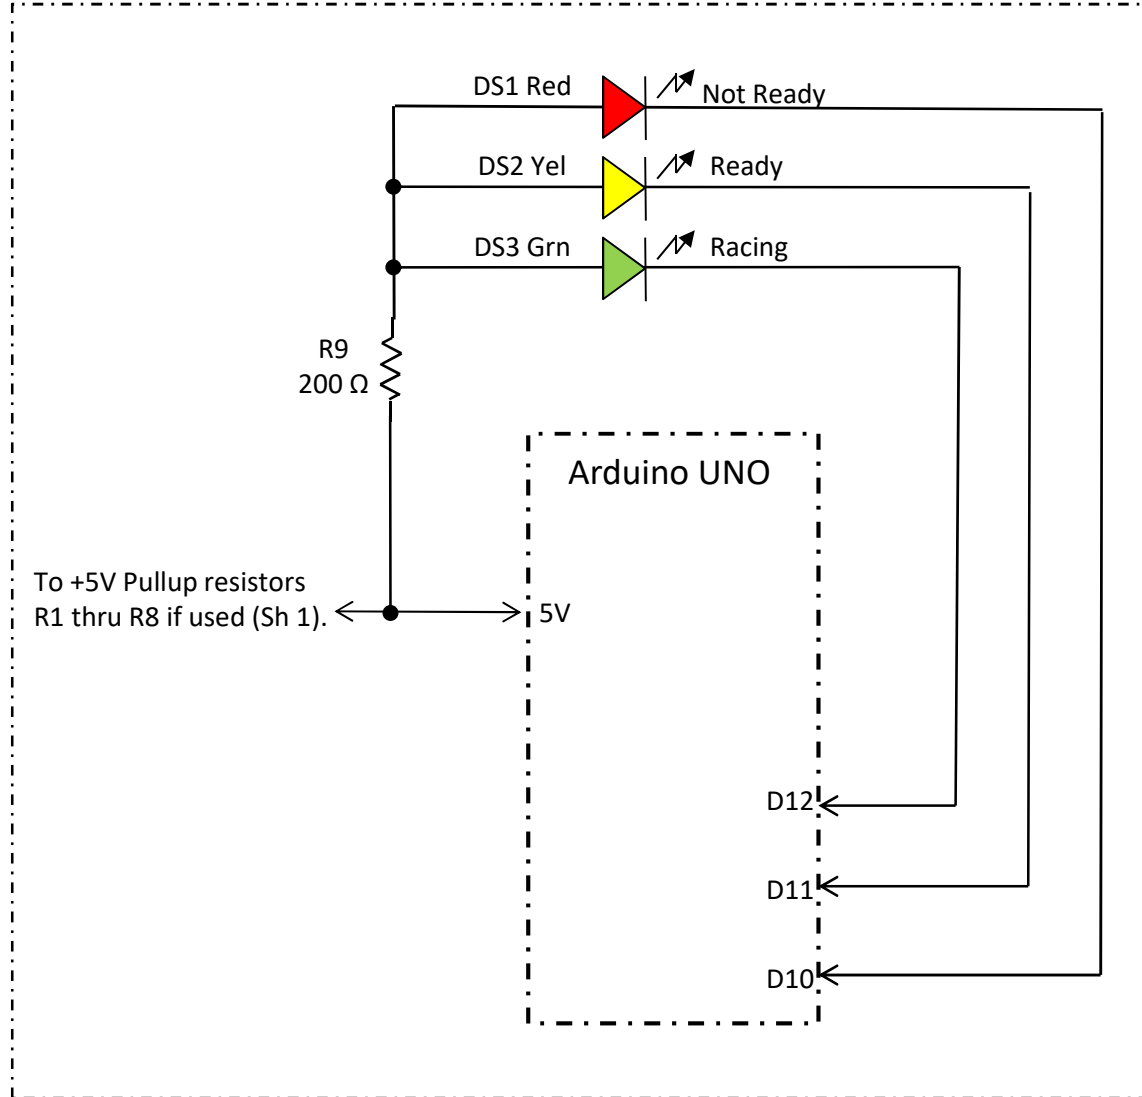 DS1 Red
Not Ready
DS2 Yel
Ready
DS3 Grn
Racing
R9
200 Ω
Arduino UNO
To +5V Pullup resistors
R1 thru R8 if used (Sh 1).
5V
D12
D11
D10